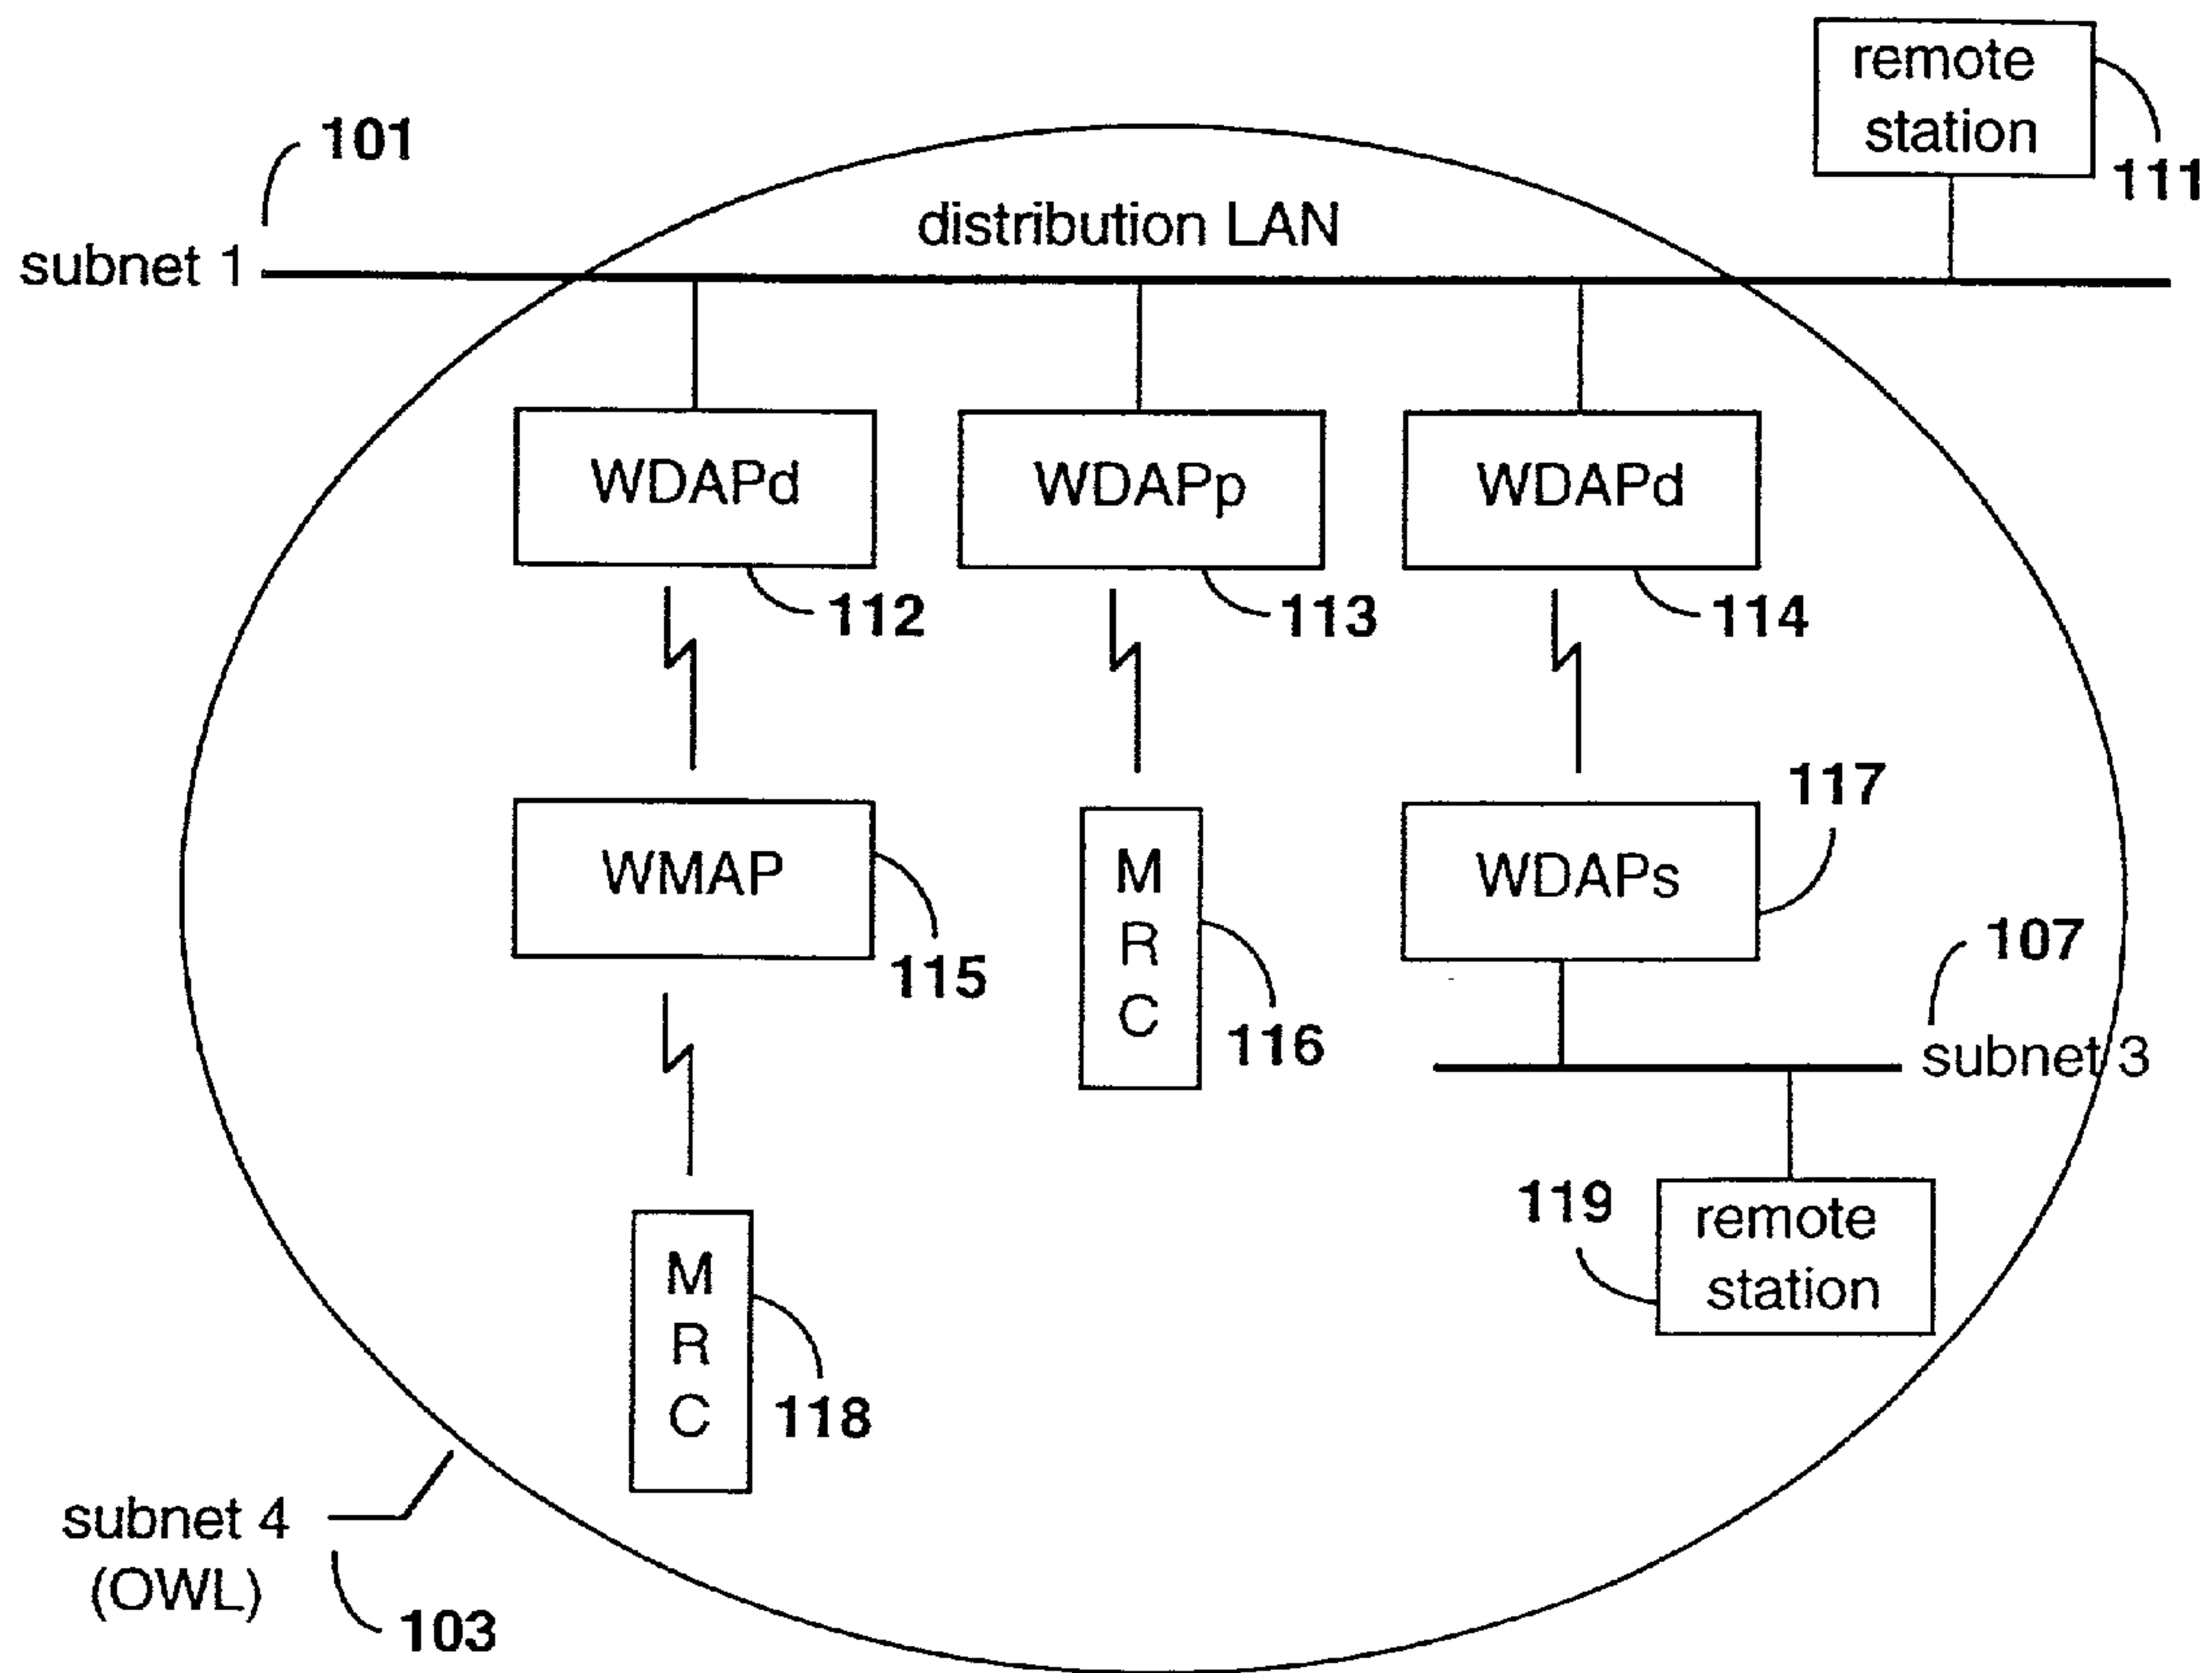 remote
station
111
101
distribution LAN
subnet 1
WDAPd
WDAPp
WDAPd
112
113
114
117
WMAP
M
R
C
WDAPs
107
115
116
subnet 3
119
remote
station
M
R
C
118
subnet 4
(OWL)
103